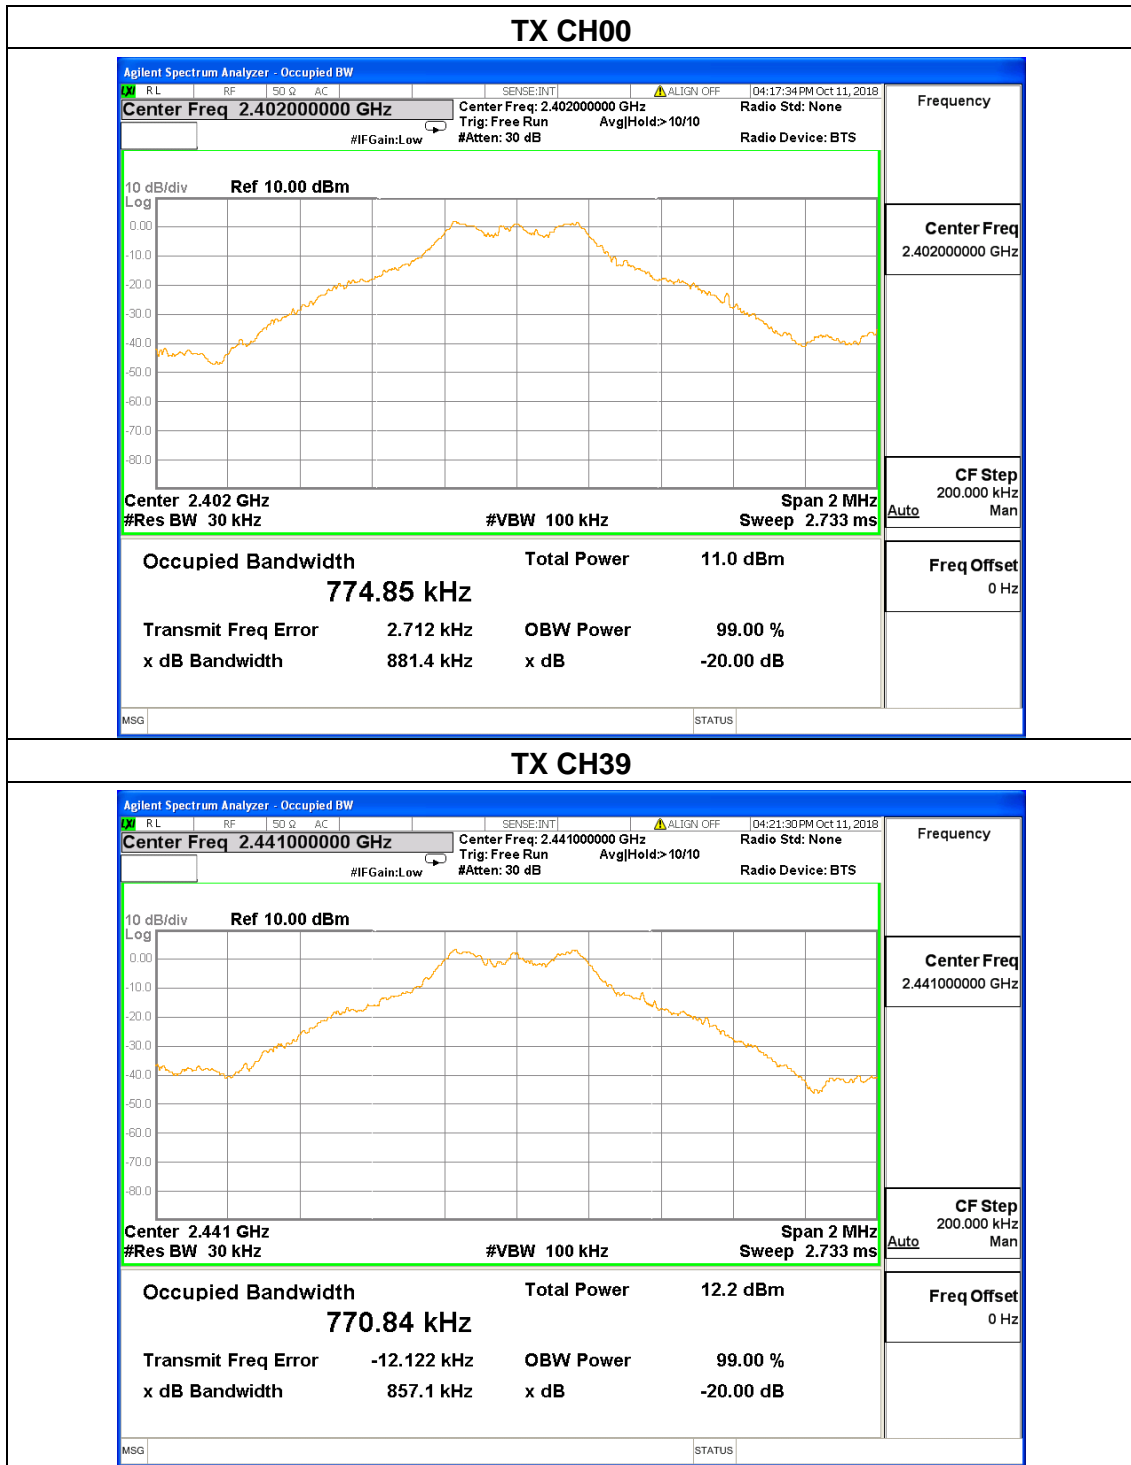 TX CH00
Agilent Spectrum Analyzer - Occupied BW
LXI RL RF 50 Ω AC SENSE:INT ALIGN OFF 04:17:34 PM Oct 11, 2018
Center Freq 2.402000000 GHz
Center Freq: 2.402000000 GHz Radio Std: None
Trig: Free Run Avg|Hold:> 10/10
#IFGain:Low #Atten: 30 dB Radio Device: BTS
Frequency
10 dB/div Ref 10.00 dBm
Log
0.00
-10.0
-20.0
-30.0
-40.0
-50.0
-60.0
-70.0
-80.0
Center Freq
2.402000000 GHz
Center 2.402 GHz Span 2 MHz
#Res BW 30 kHz #VBW 100 kHz Sweep 2.733 ms
CF Step
200.000 kHz
Auto Man
Occupied Bandwidth Total Power 11.0 dBm
774.85 kHz
Transmit Freq Error 2.712 kHz OBW Power 99.00 %
x dB Bandwidth 881.4 kHz x dB -20.00 dB
Freq Offset
0 Hz
MSG STATUS
TX CH39
Agilent Spectrum Analyzer - Occupied BW
LXI RL RF 50 Ω AC SENSE:INT ALIGN OFF 04:21:30 PM Oct 11, 2018
Center Freq 2.441000000 GHz
Center Freq: 2.441000000 GHz Radio Std: None
Trig: Free Run Avg|Hold:> 10/10
#IFGain:Low #Atten: 30 dB Radio Device: BTS
Frequency
10 dB/div Ref 10.00 dBm
Log
0.00
-10.0
-20.0
-30.0
-40.0
-50.0
-60.0
-70.0
-80.0
Center Freq
2.441000000 GHz
Center 2.441 GHz Span 2 MHz
#Res BW 30 kHz #VBW 100 kHz Sweep 2.733 ms
CF Step
200.000 kHz
Auto Man
Occupied Bandwidth Total Power 12.2 dBm
770.84 kHz
Transmit Freq Error -12.122 kHz OBW Power 99.00 %
x dB Bandwidth 857.1 kHz x dB -20.00 dB
Freq Offset
0 Hz
MSG STATUS